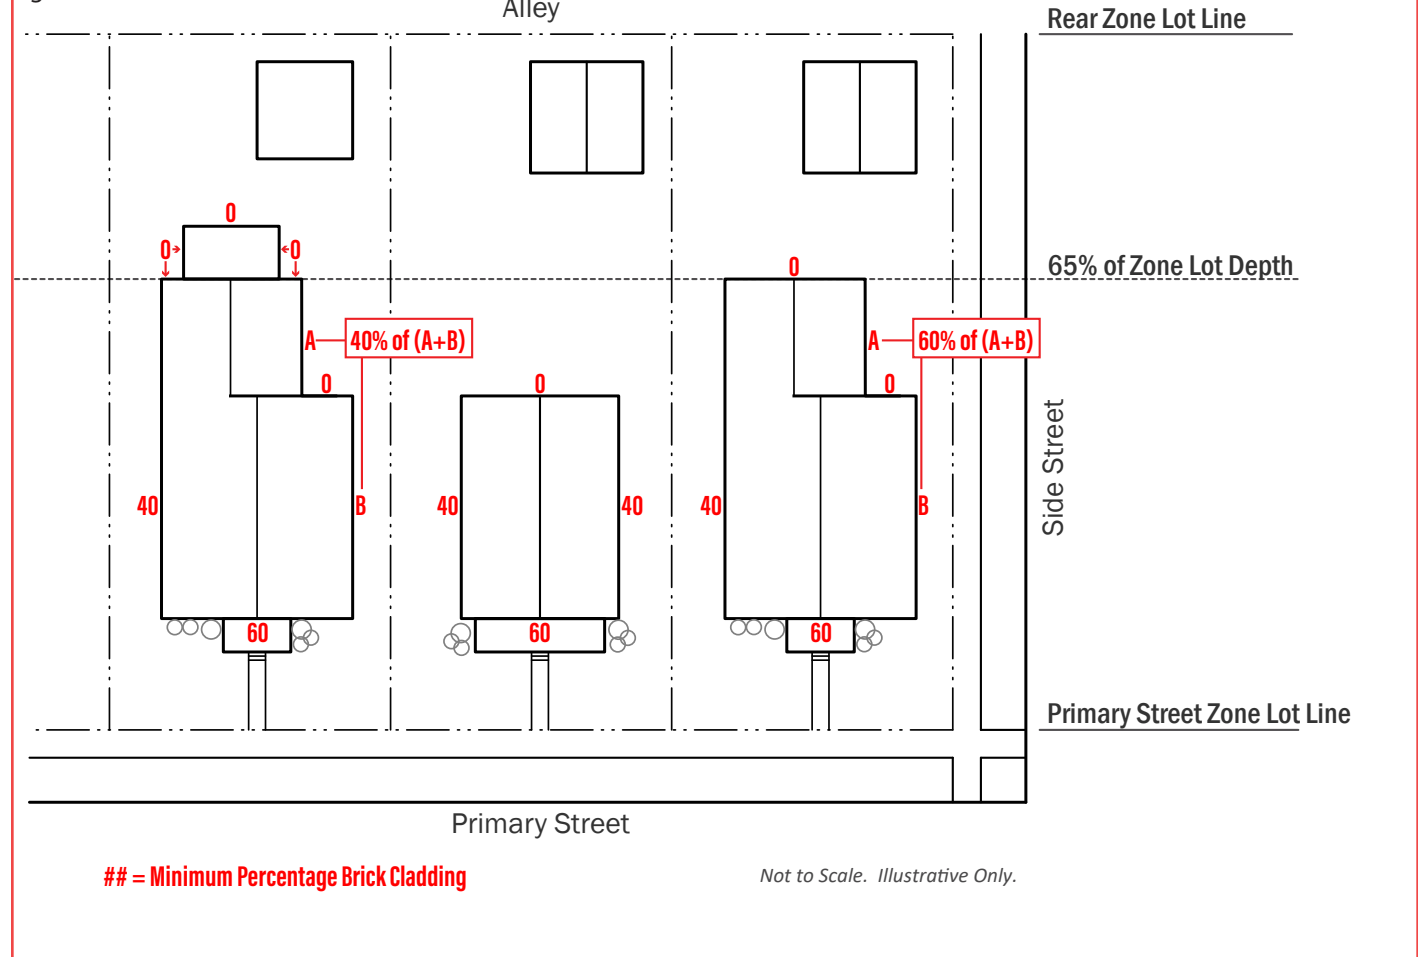 Alley
Rear Zone Lot Line
0
0
0
0
65% of Zone Lot Depth
A
40% of (A+B)
A
60% of (A+B)
0
0
0
Side Street
40
B
40
40
40
B
60
60
60
Primary Street Zone Lot Line
Primary Street
## = Minimum Percentage Brick Cladding
Not to Scale. Illustrative Only.